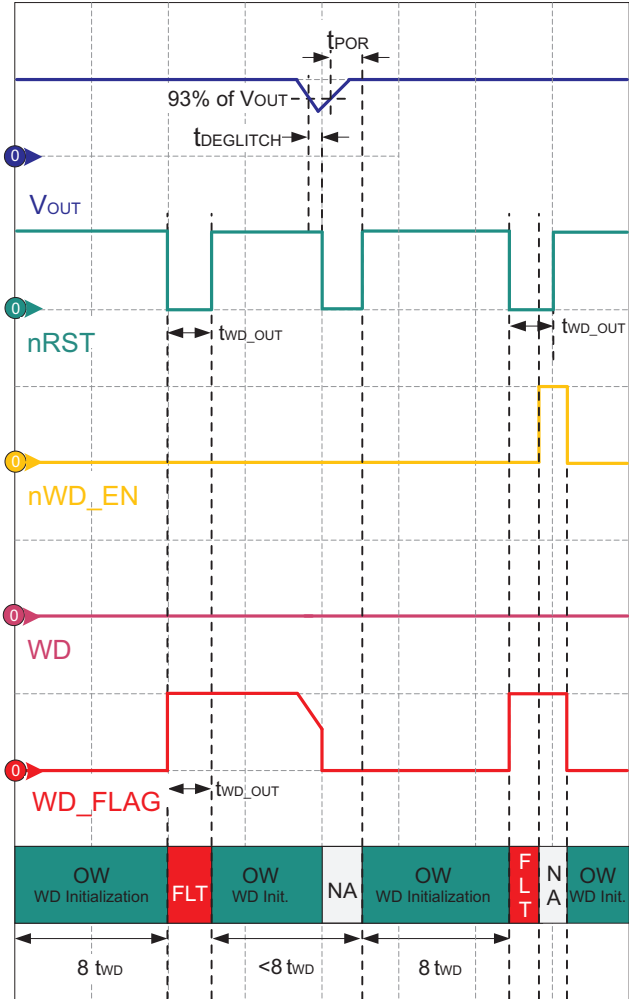 tPOR
93% of VOUT
tDEGLITCH
0
VOUT
0
nRST
tWD_OUT
tWD_OUT
0
nWD_EN
0
WD
0
WD_FLAG
tWD_OUT
OW
WD Initialization
FLT
OW
WD Init.
NA
OW
WD Initialization
F
L
T
N
A
OW
WD Init.
8 tWD
<8 tWD
8 tWD